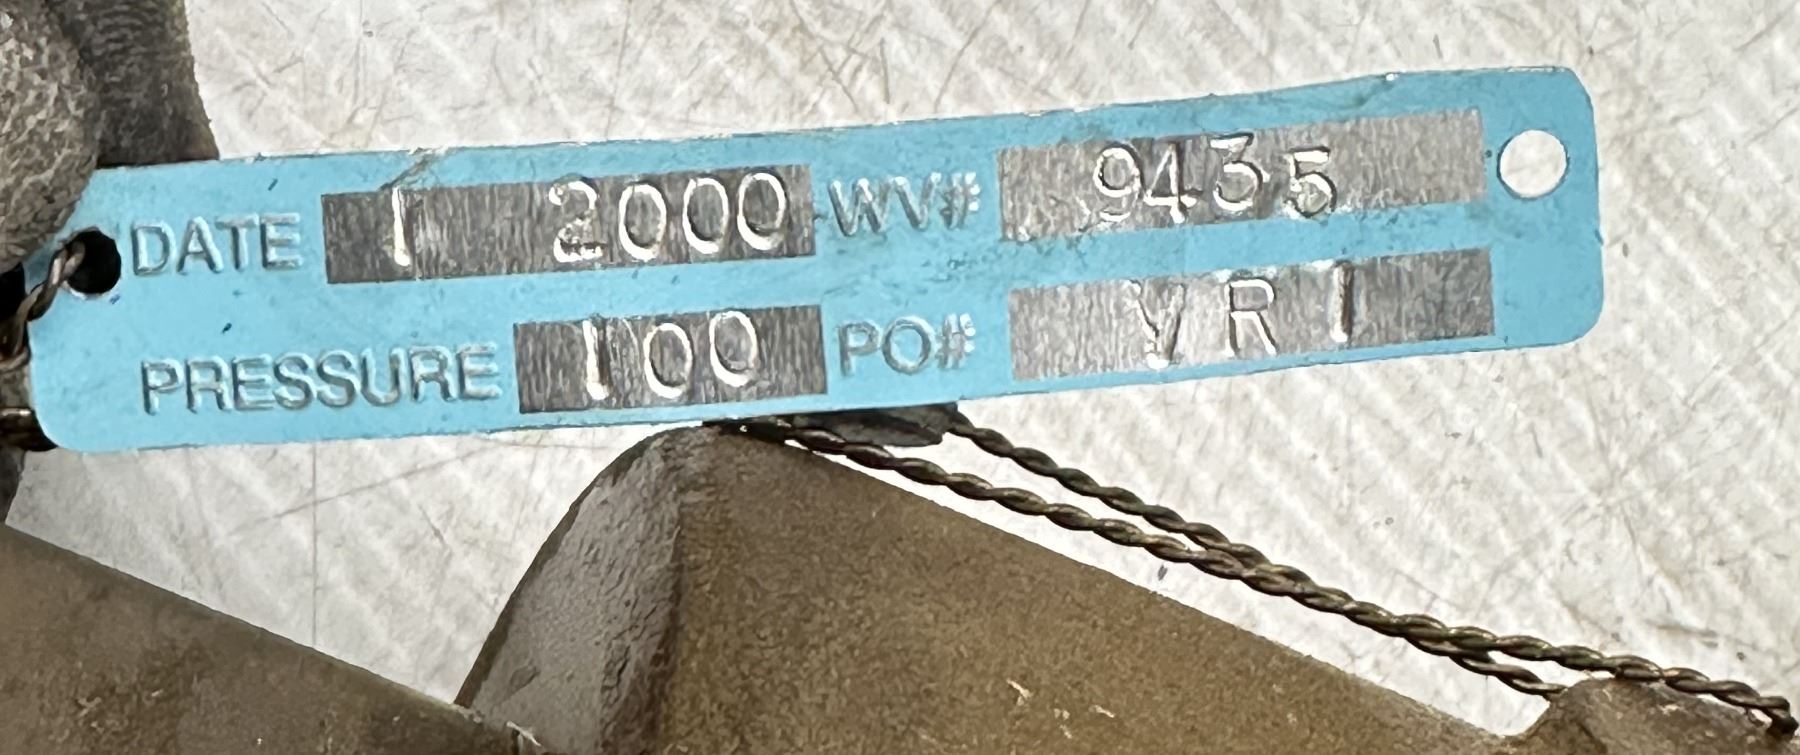 DATE 1 2000 WV# 9435
PRESSURE 100 PO# VR1